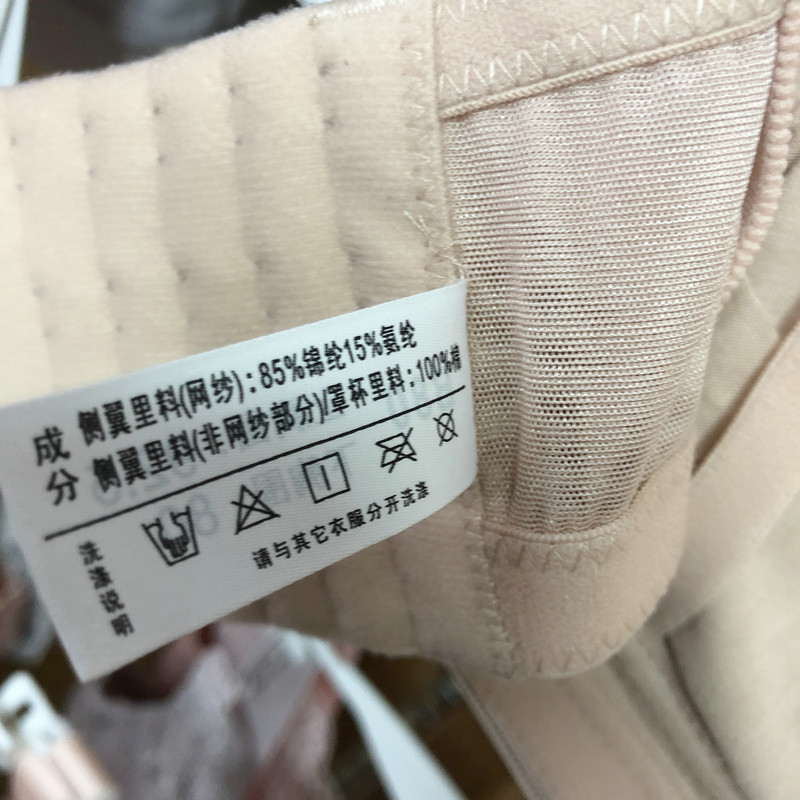 成分
侧翼里料(网纱)：85%锦纶15%氨纶
侧翼里料(非网纱部分)/罩杯里料：100%棉
洗涤说明
请与其它衣服分开洗涤